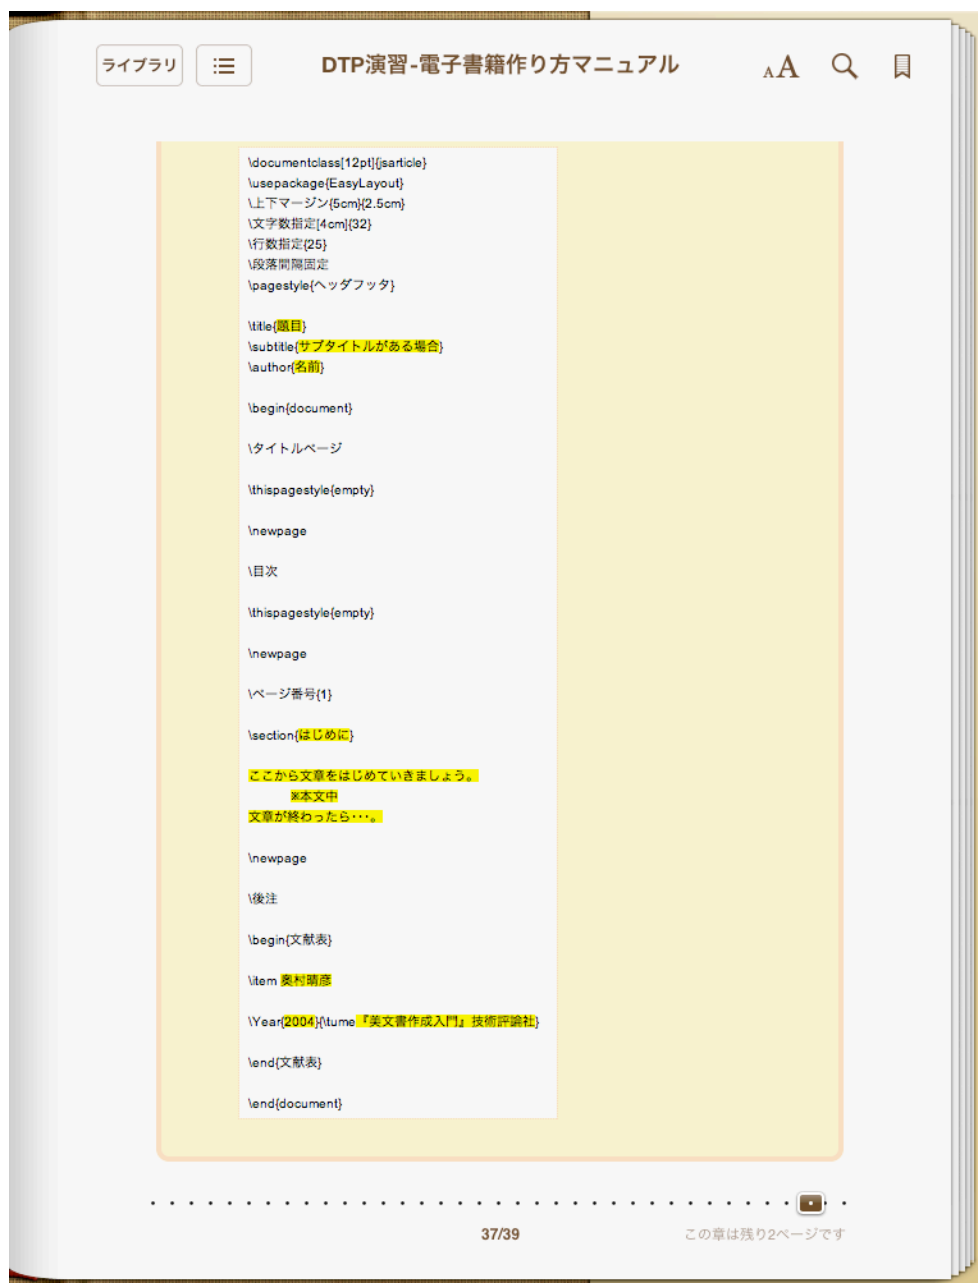 ライブラリ
DTP演習-電子書籍作り方マニュアル
AA
\documentclass[12pt]{jsarticle}
\usepackage{EasyLayout}
\上下マージン{5cm}{2.5cm}
\文字数指定[4cm]{32}
\行数指定{25}
\段落間隔固定
\pagestyle{ヘッダフッタ}
\title{題目}
\subtitle{サブタイトルがある場合}
\author{名前}
\begin{document}
\タイトルページ
\thispagestyle{empty}
\newpage
\目次
\thispagestyle{empty}
\newpage
\ページ番号{1}
\section{はじめに}
ここから文章をはじめていきましょう。
※本文中
文章が終わったら・・・。
\newpage
\後注
\begin{文献表}
\item 奥村晴彦
\Year{2004}{\tume『美文書作成入門』技術評論社}
\end{文献表}
\end{document}
37/39
この章は残り2ページです